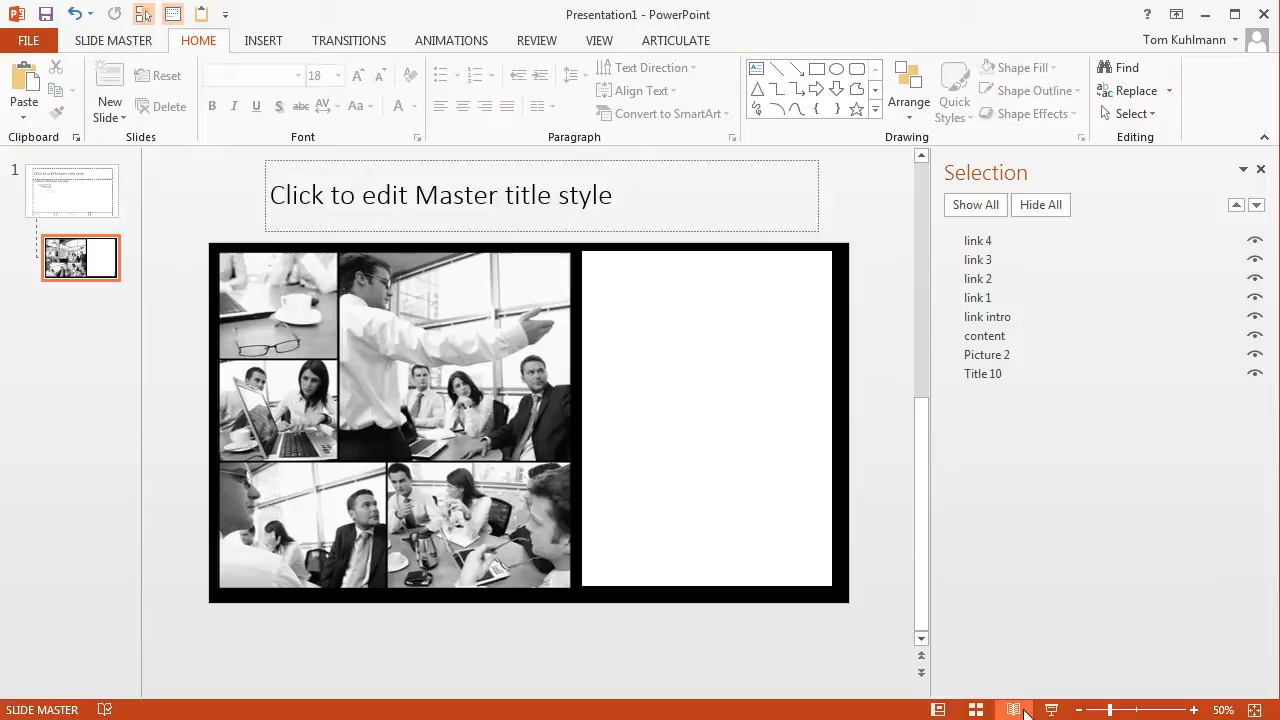 Presentation1 - PowerPoint
?
FILE
SLIDE MASTER
HOME
INSERT
TRANSITIONS
ANIMATIONS
REVIEW
VIEW
ARTICULATE
Tom Kuhlmann
Paste
Clipboard
New
Slide
Reset
Delete
Slides
18
B I U S abc AV Aa A
Font
Text Direction
Align Text
Convert to SmartArt
Paragraph
Arrange
Quick
Styles
Shape Fill
Shape Outline
Shape Effects
Drawing
Find
Replace
Select
Editing
1
Click to edit Master title style
Selection
Show All
Hide All
link 4
link 3
link 2
link 1
link intro
content
Picture 2
Title 10
SLIDE MASTER
50%